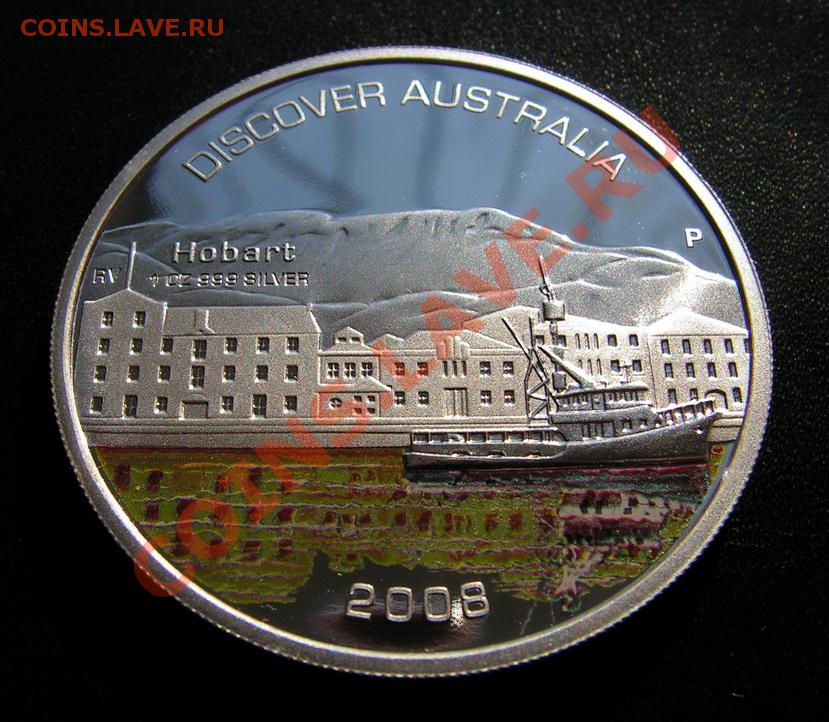 COINS.LAVE.RU
DISCOVER AUSTRALIA
P
Hobart
RV 1 OZ 999 SILVER
COINS.LAVE.RU
2008